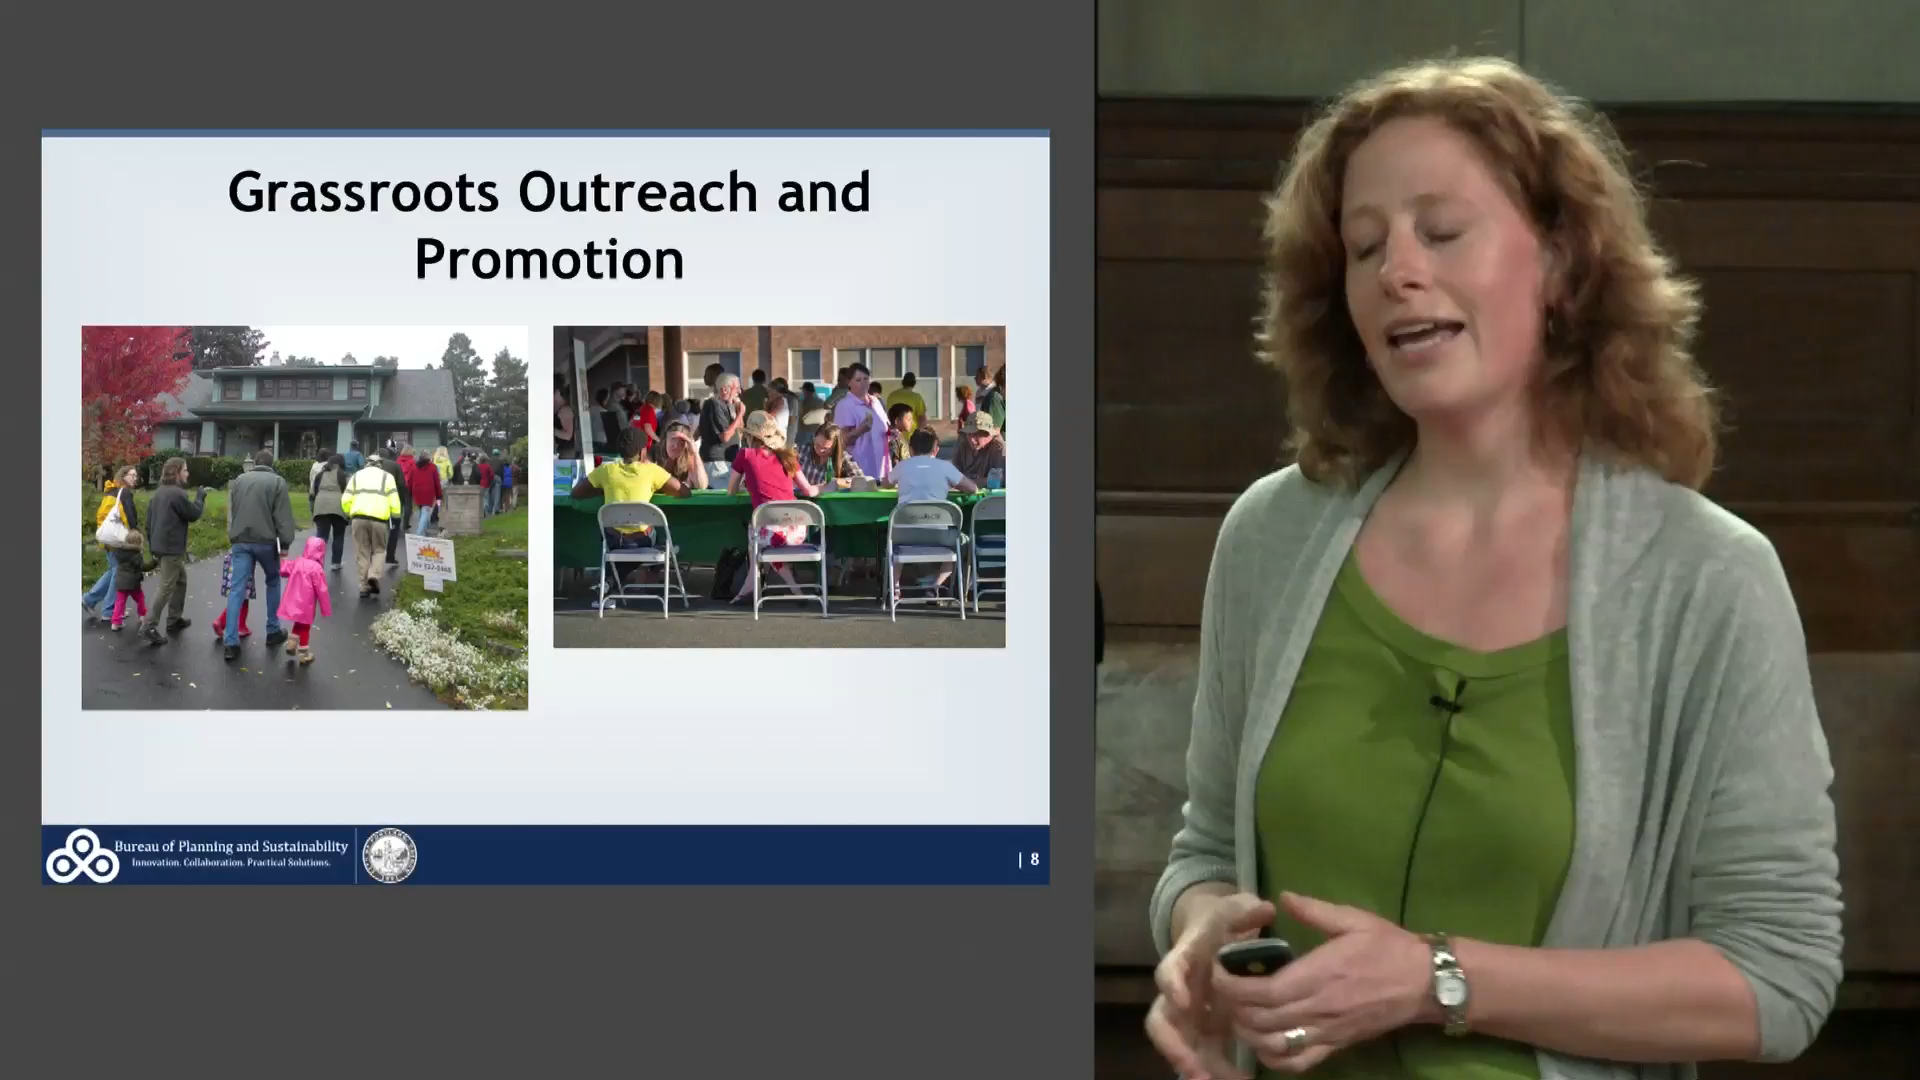 Grassroots Outreach and
Promotion
Bureau of Planning and Sustainability
Innovation. Collaboration. Practical Solutions.
| 8